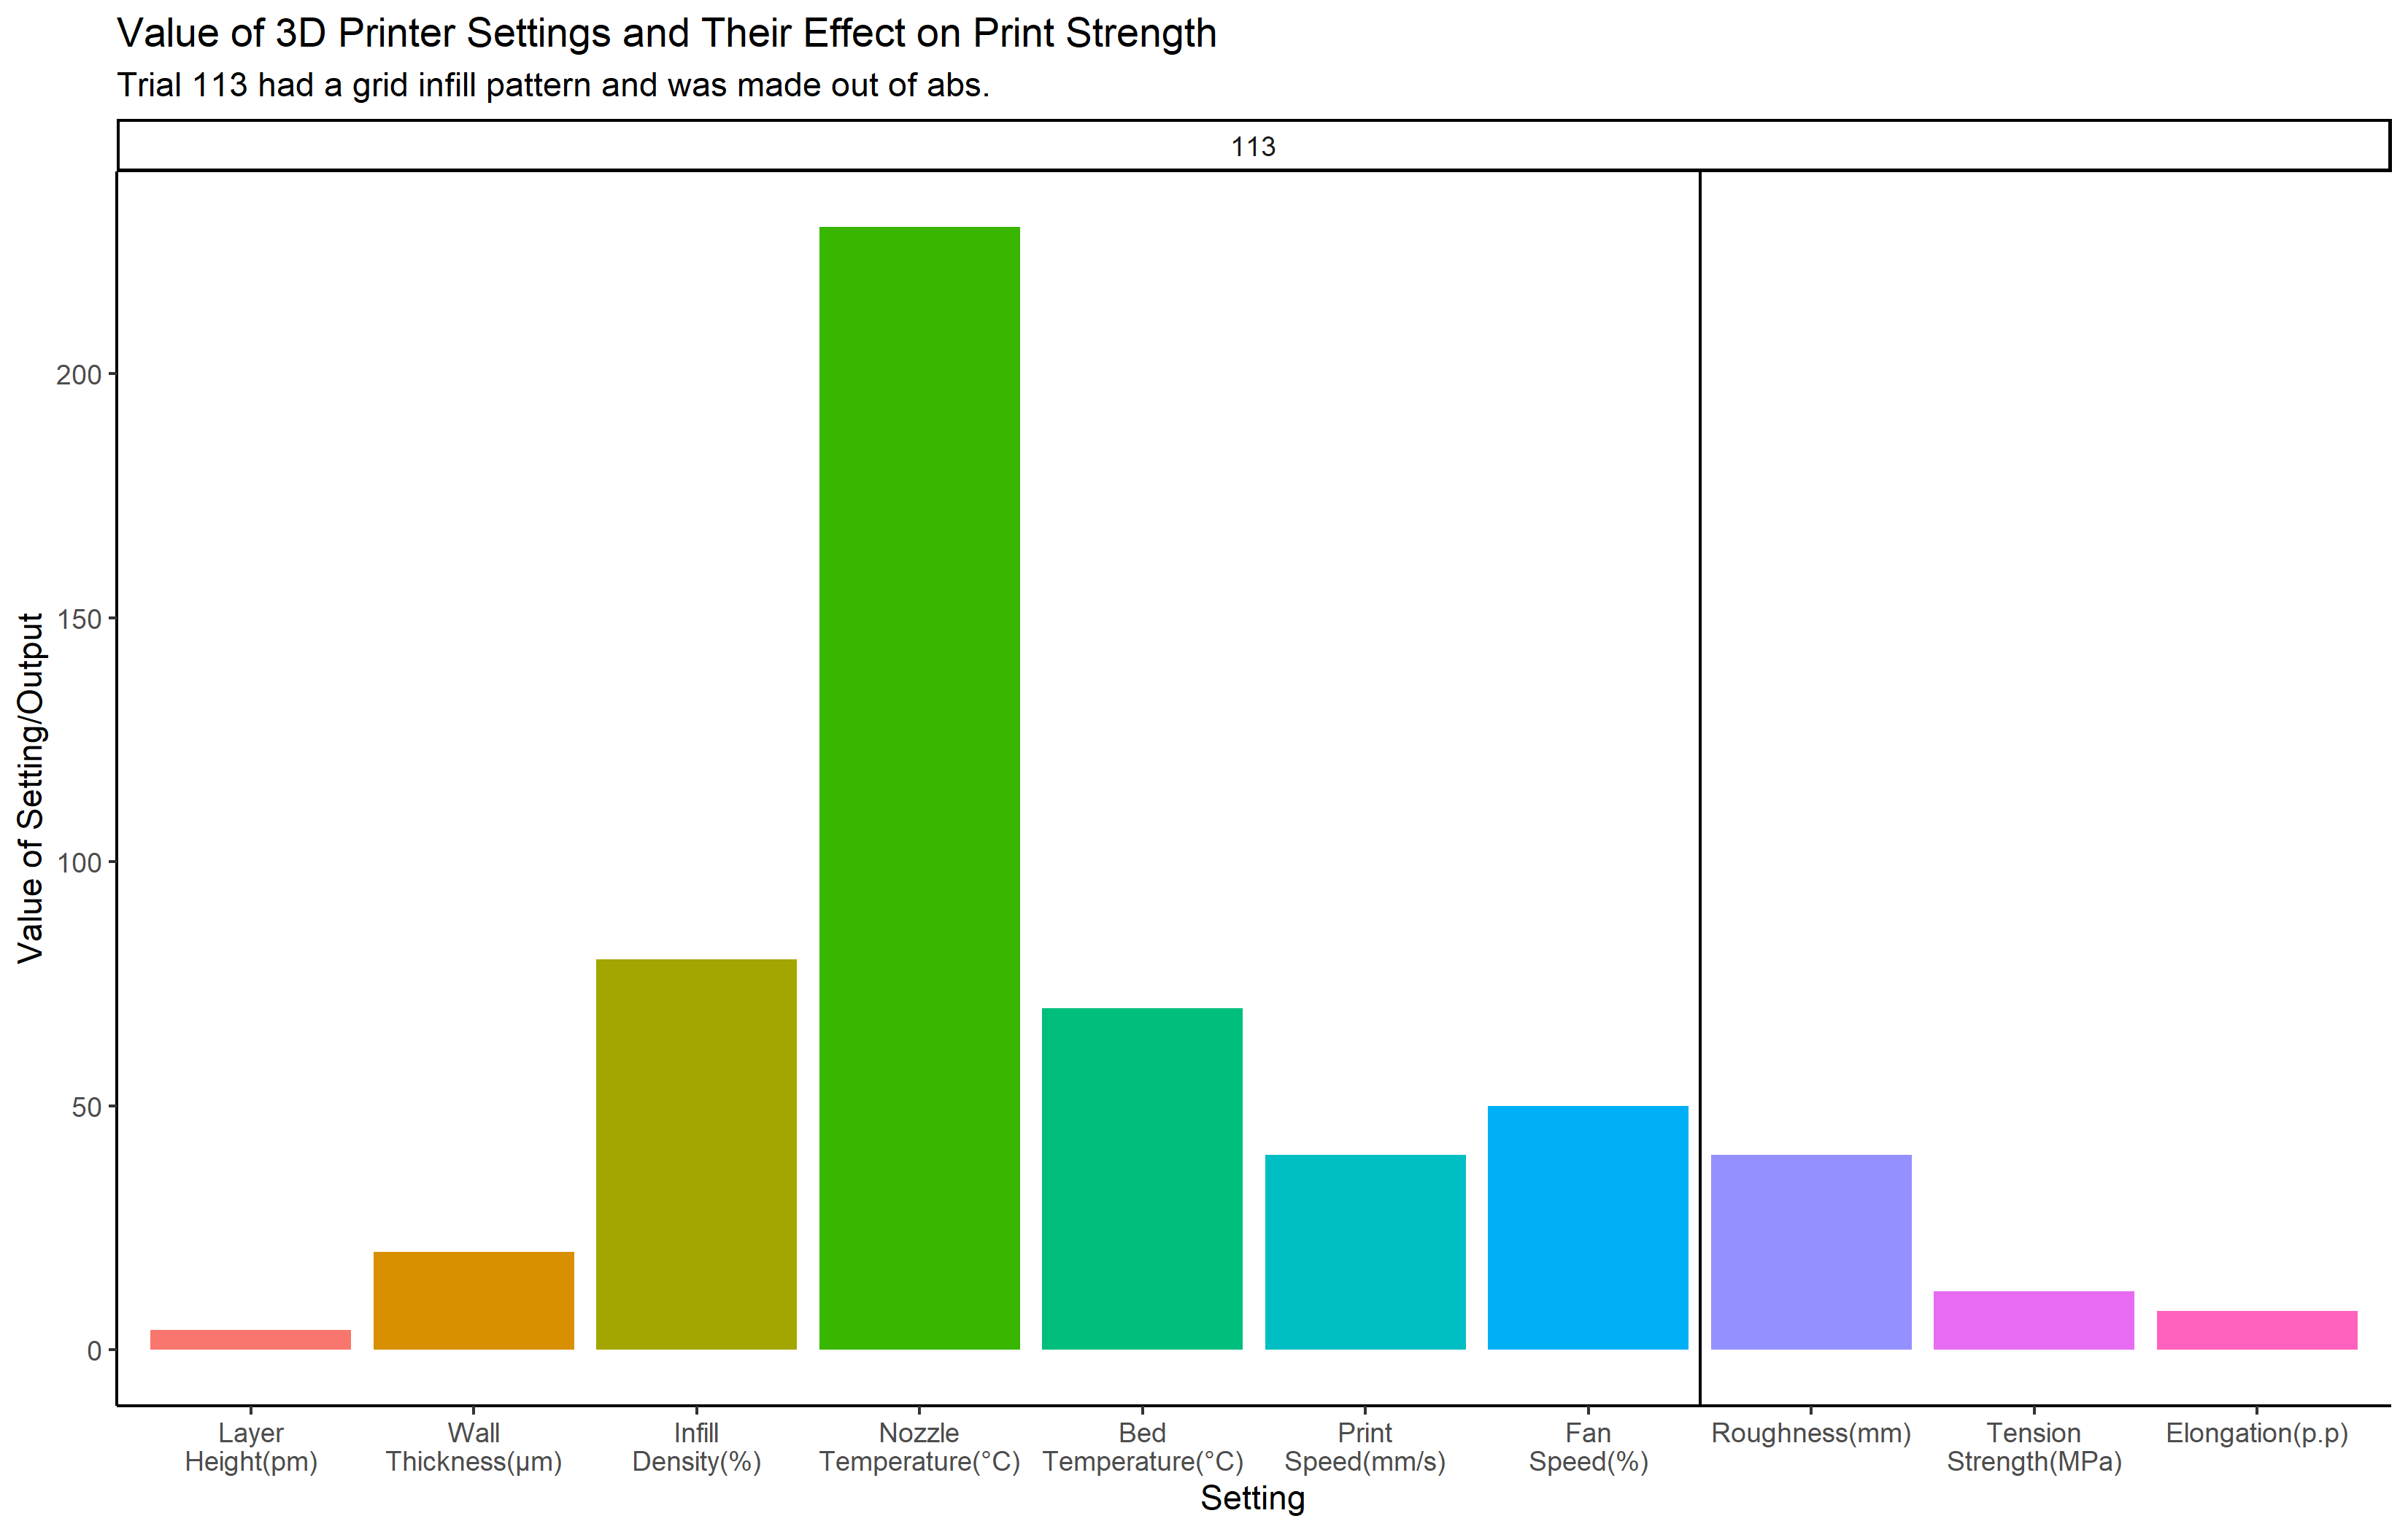 Value of 3D Printer Settings and Their Effect on Print Strength
Trial 113 had a grid infill pattern and was made out of abs.
113
Value of Setting/Output
200
150
100
50
0
Layer
Height(pm)
Wall
Thickness(µm)
Infill
Density(%)
Nozzle
Temperature(°C)
Bed
Temperature(°C)
Print
Speed(mm/s)
Fan
Speed(%)
Roughness(mm)
Tension
Strength(MPa)
Elongation(p.p)
Setting